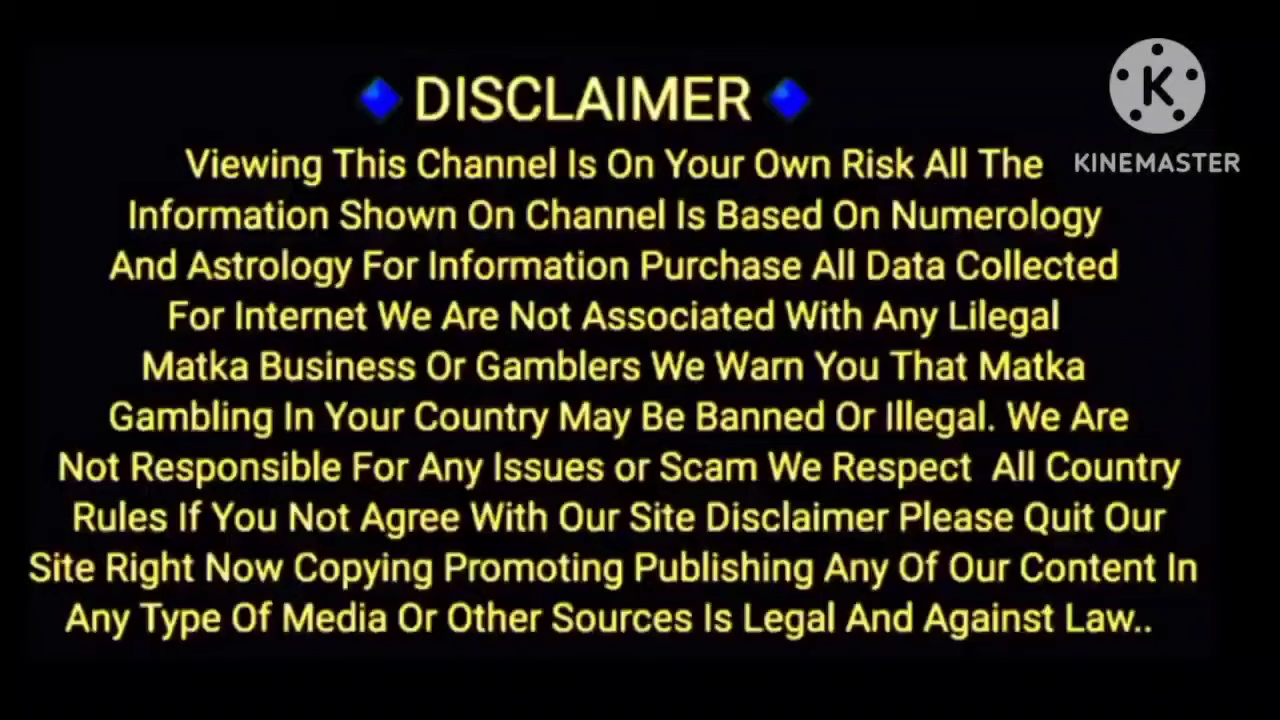 DISCLAIMER
Viewing This Channel Is On Your Own Risk All The
Information Shown On Channel Is Based On Numerology
And Astrology For Information Purchase All Data Collected
For Internet We Are Not Associated With Any Lilegal
Matka Business Or Gamblers We Warn You That Matka
Gambling In Your Country May Be Banned Or Illegal. We Are
Not Responsible For Any Issues or Scam We Respect All Country
Rules If You Not Agree With Our Site Disclaimer Please Quit Our
Site Right Now Copying Promoting Publishing Any Of Our Content In
Any Type Of Media Or Other Sources Is Legal And Against Law..
K
KINEMASTER